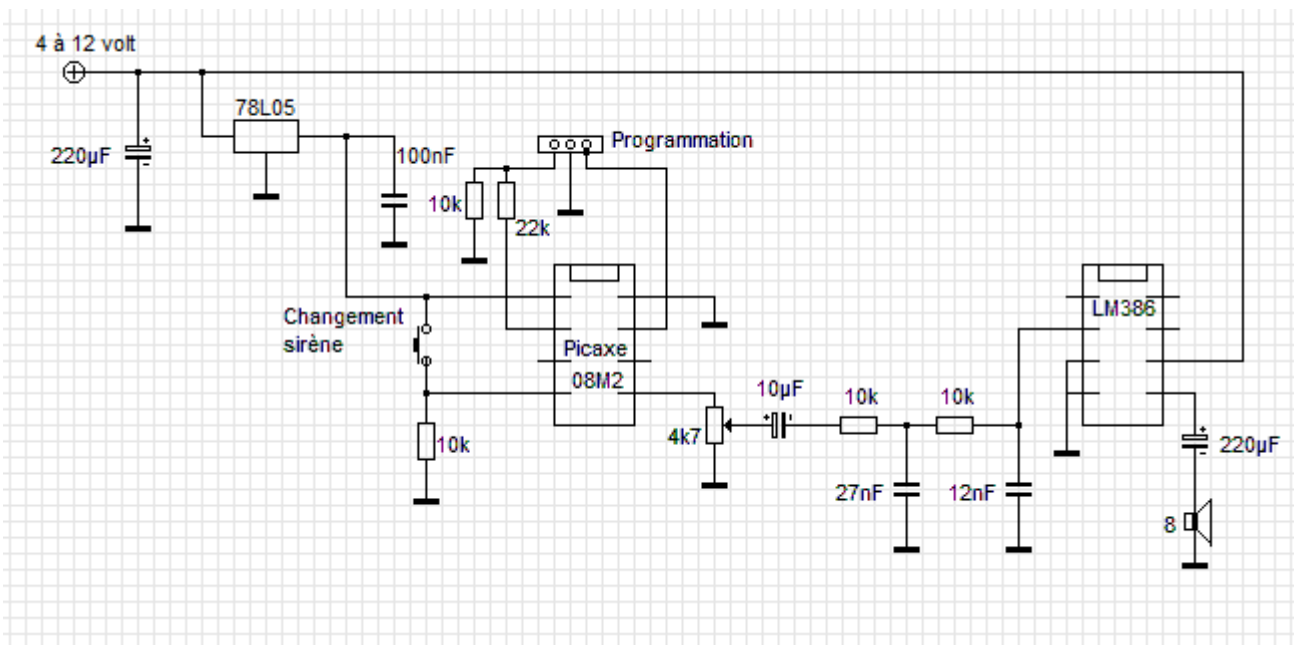 4 à 12 volt
78L05
Programmation
220µF
100nF
10k
22k
LM386
Changement
sirène
Picaxe
08M2
10µF
10k
10k
4k7
10k
220µF
27nF
12nF
8